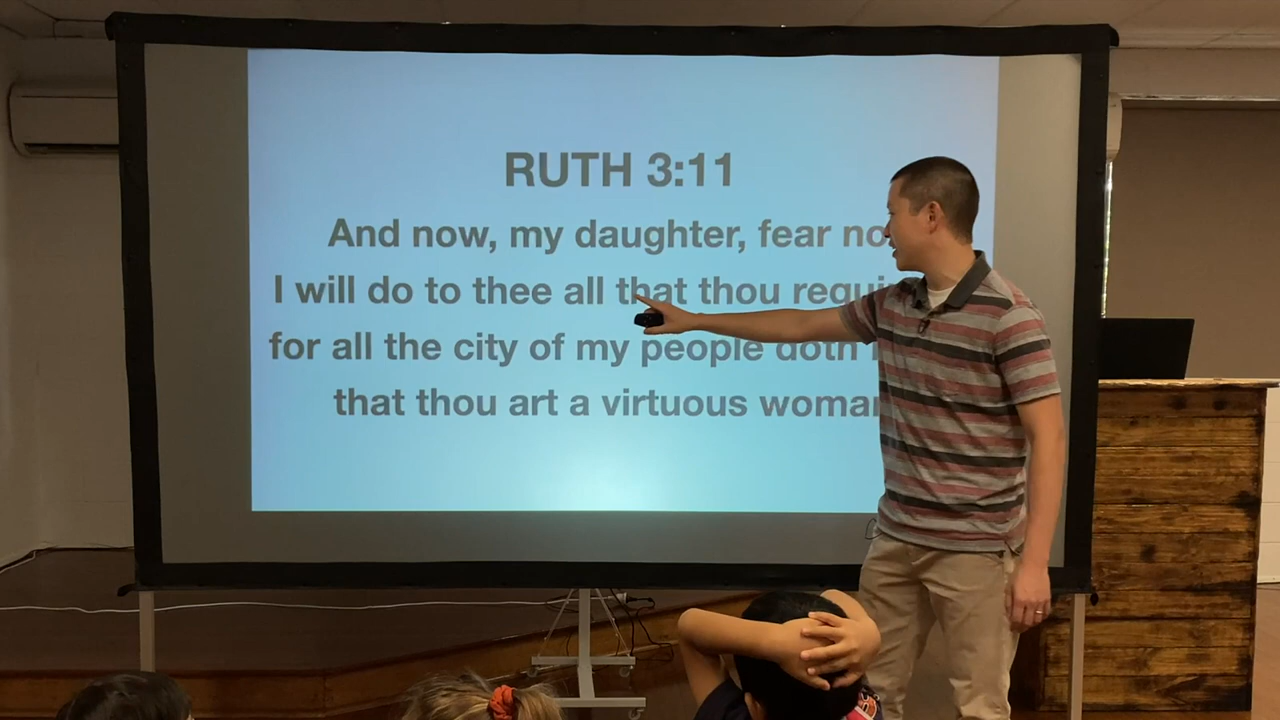 RUTH 3:11
And now, my daughter, fear no
I will do to thee all that thou requi
for all the city of my people doth
that thou art a virtuous woman